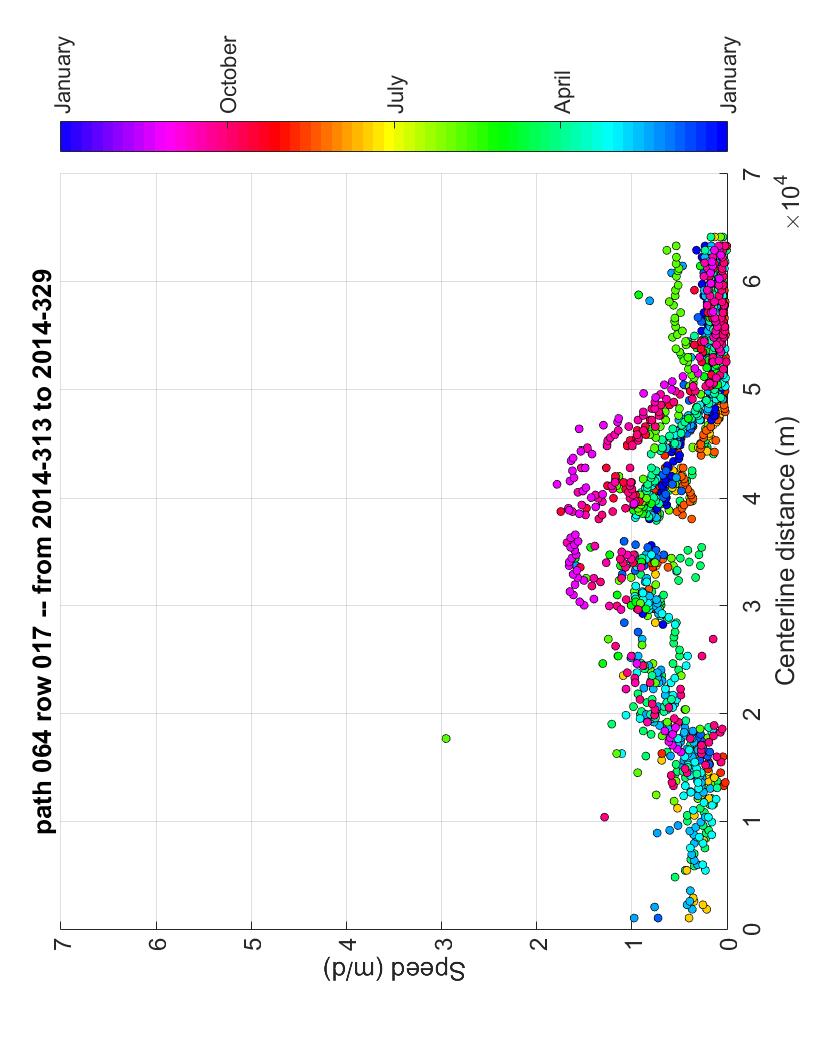 path 064 row 017 -- from 2014-313 to 2014-329
January
October
July
April
January
7
6
5
4
3
2
1
0
Speed (m/d)
0
1
2
3
4
5
6
7
×10^4
Centerline distance (m)